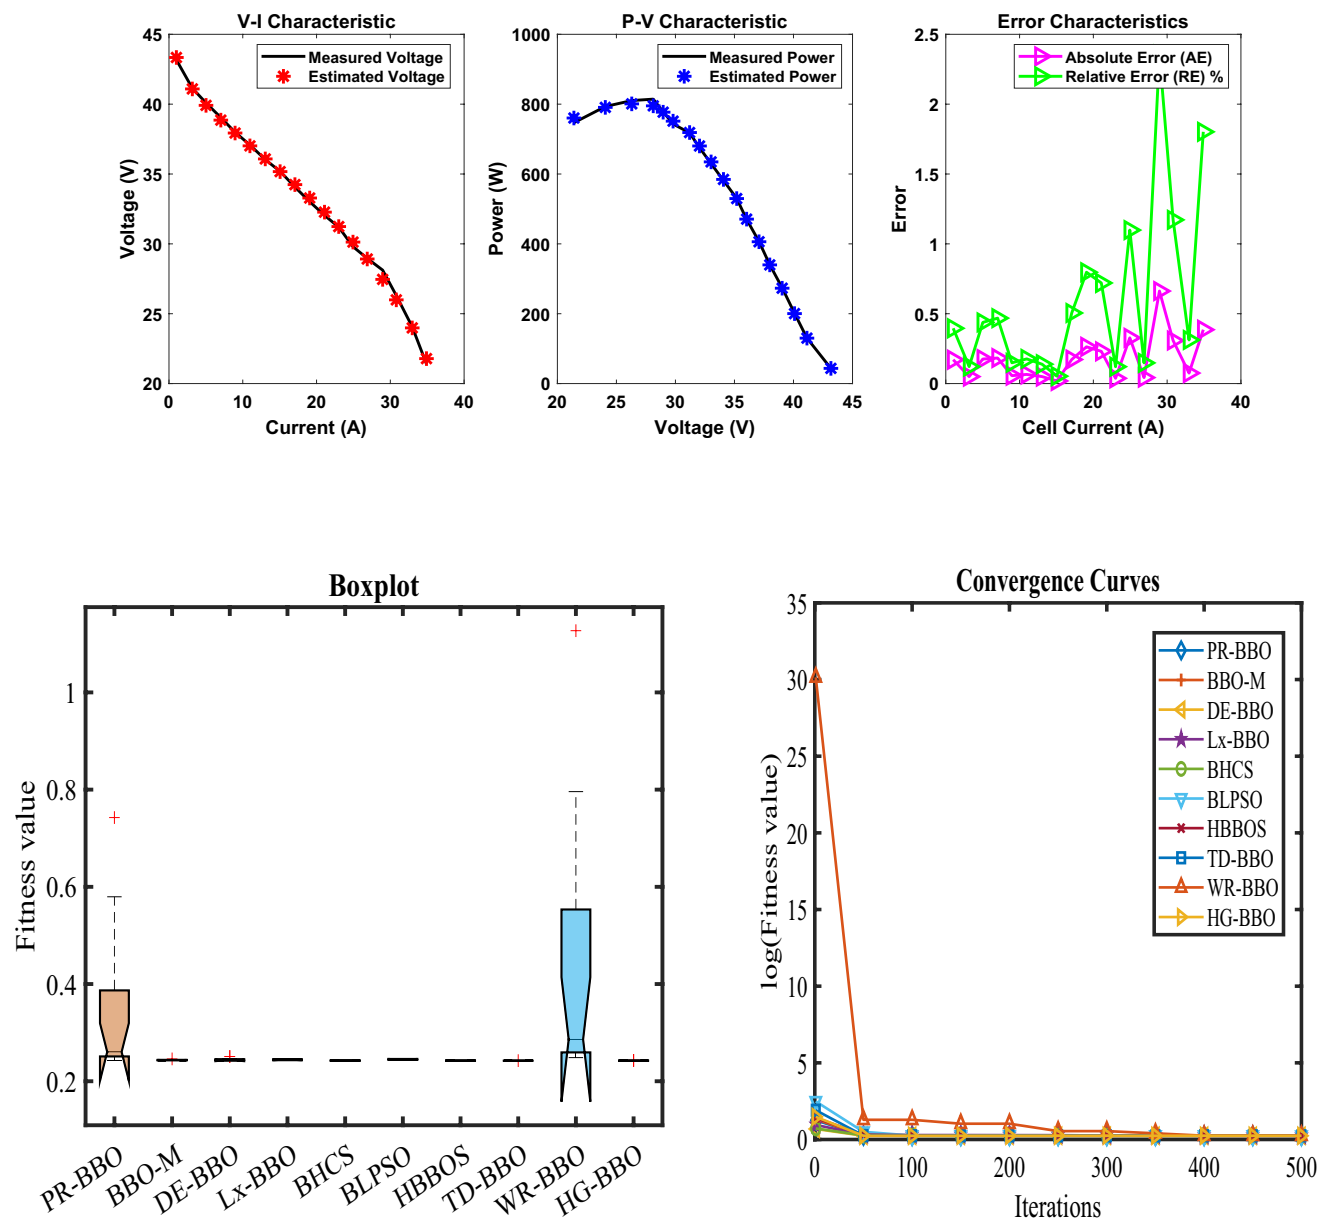 V-I Characteristic
45
40
35
30
25
20
Voltage (V)
Measured Voltage
Estimated Voltage
0 10 20 30 40
Current (A)
P-V Characteristic
1000
800
600
400
200
0
Power (W)
Measured Power
Estimated Power
20 25 30 35 40 45
Voltage (V)
Error Characteristics
2.5
2
1.5
1
0.5
0
Error
Absolute Error (AE)
Relative Error (RE) %
0 10 20 30 40
Cell Current (A)
Boxplot
1
0.8
0.6
0.4
0.2
Fitness value
PR-BBO
BBO-M
DE-BBO
Lx-BBO
BHCS
BLPSO
HBBOS
TD-BBO
WR-BBO
HG-BBO
Convergence Curves
35
30
25
20
15
10
5
0
log(Fitness value)
PR-BBO
BBO-M
DE-BBO
Lx-BBO
BHCS
BLPSO
HBBOS
TD-BBO
WR-BBO
HG-BBO
0 100 200 300 400 500
Iterations